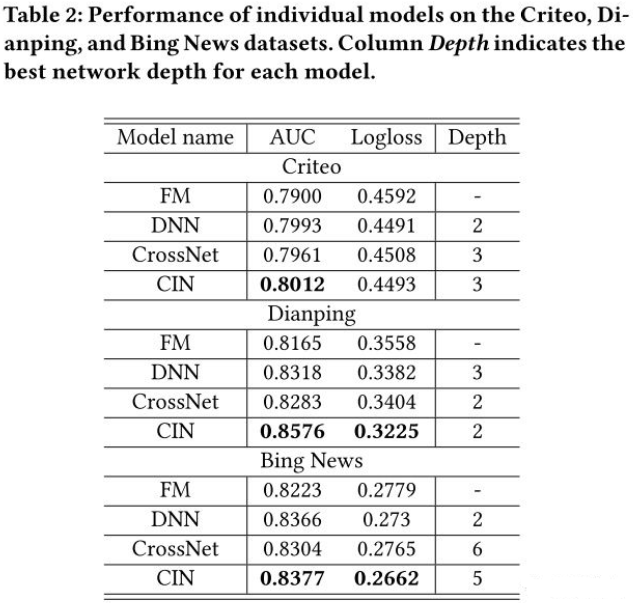 Table 2: Performance of individual models on the Criteo, Di-
anping, and Bing News datasets. Column Depth indicates the
best network depth for each model.
Model name AUC Logloss Depth
Criteo
FM 0.7900 0.4592 -
DNN 0.7993 0.4491 2
CrossNet 0.7961 0.4508 3
CIN 0.8012 0.4493 3
Dianping
FM 0.8165 0.3558 -
DNN 0.8318 0.3382 3
CrossNet 0.8283 0.3404 2
CIN 0.8576 0.3225 2
Bing News
FM 0.8223 0.2779 -
DNN 0.8366 0.273 2
CrossNet 0.8304 0.2765 6
CIN 0.8377 0.2662 5